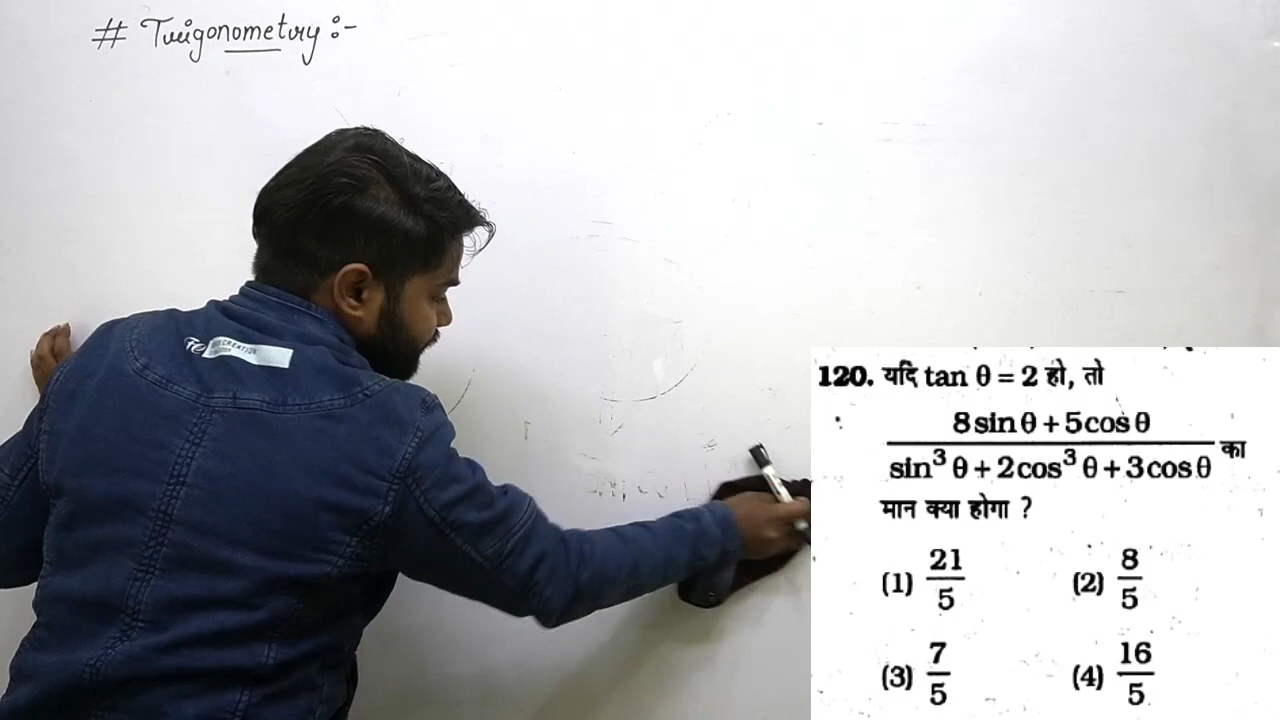 # Trigonometry :-
CREATION
120. यदि tan θ = 2 हो, तो
8 sin θ + 5 cos θ
sin³ θ + 2 cos³ θ + 3 cos θ का
मान क्या होगा ?
(1) 21/5 (2) 8/5
(3) 7/5 (4) 16/5